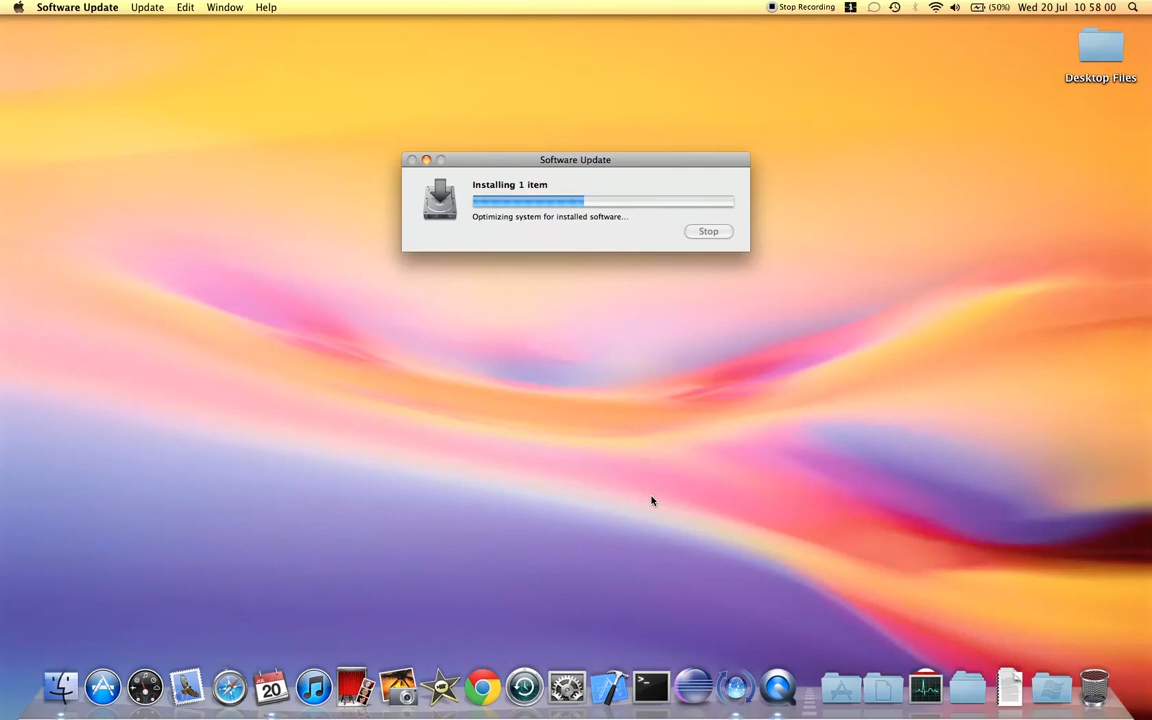 Software Update Update Edit Window Help Stop Recording (50%) Wed 20 Jul 10 58 00
Desktop Files
Software Update
Installing 1 item
Optimizing system for installed software...
Stop
20